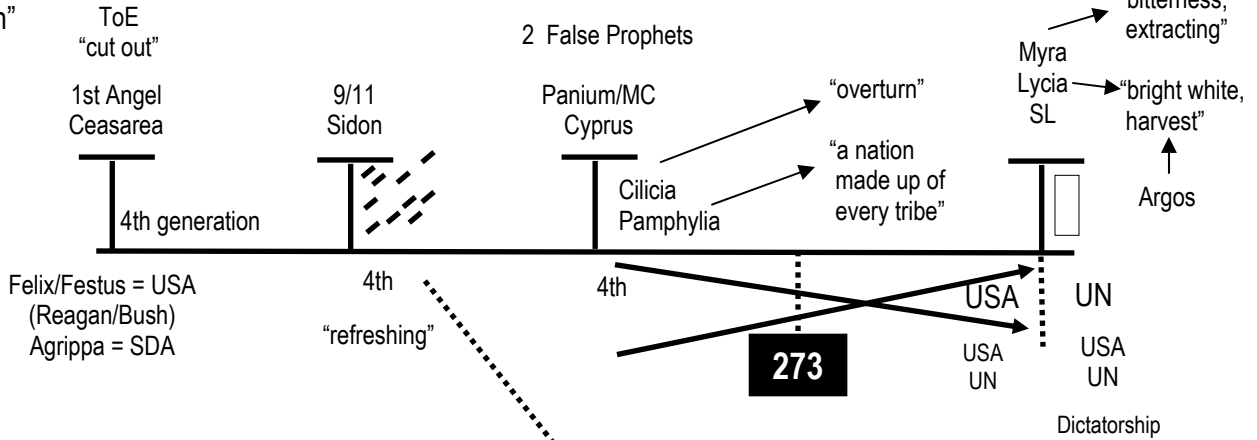 ToE
“cut out”
1st Angel
Ceasarea
4th generation
Felix/Festus = USA
(Reagan/Bush)
Agrippa = SDA
9/11
Sidon
4th
“refreshing”
2 False Prophets
Panium/MC
Cyprus
Cilicia
Pamphylia
“overturn”
“a nation
made up of
every tribe”
4th
273
Myra
Lycia
SL
extracting”
“bright white,
harvest”
Argos
USA UN
USA
UN
USA
UN
Dictatorship